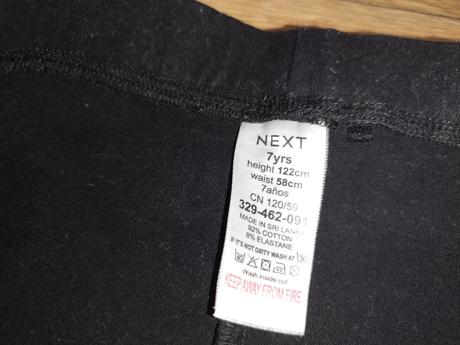 NEXT
7yrs
height 122cm
waist 58cm
7años
CN 120/59
329-462-091
MADE IN SRI LANKA
92% COTTON
8% ELASTANE
IF IT'S NOT DIRTY WASH AT
Wash inside out
KEEP AWAY FROM FIRE